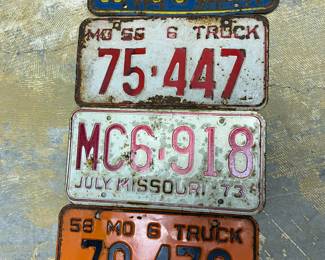 MO 56 6 TRUCK
75-447
MC6-918
JULY MISSOURI 73
58 MO 6 TRUCK